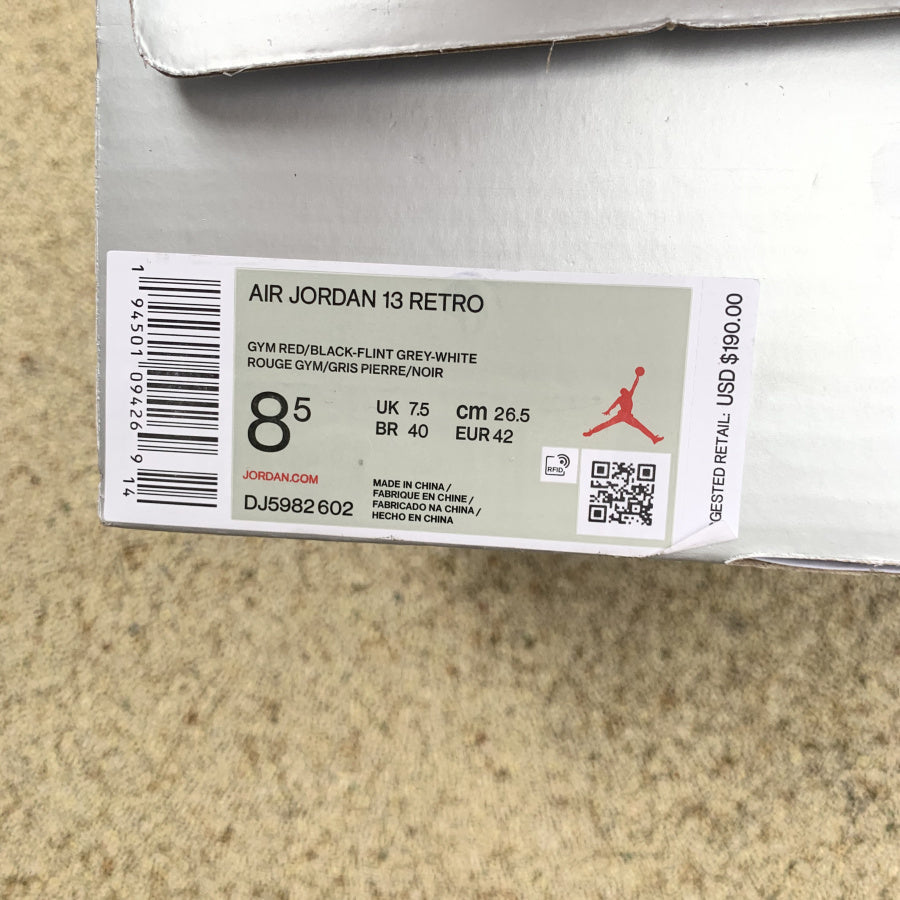 AIR JORDAN 13 RETRO
GYM RED/BLACK-FLINT GREY-WHITE
ROUGE GYM/GRIS PIERRE/NOIR
8 5
UK 7.5 cm 26.5
BR 40 EUR 42
JORDAN.COM
DJ5982 602
MADE IN CHINA /
FABRIQUE EN CHINE /
FABRICADO NA CHINA /
HECHO EN CHINA
RFID
1 94501 09426 9 14
GESTED RETAIL: USD $190.00